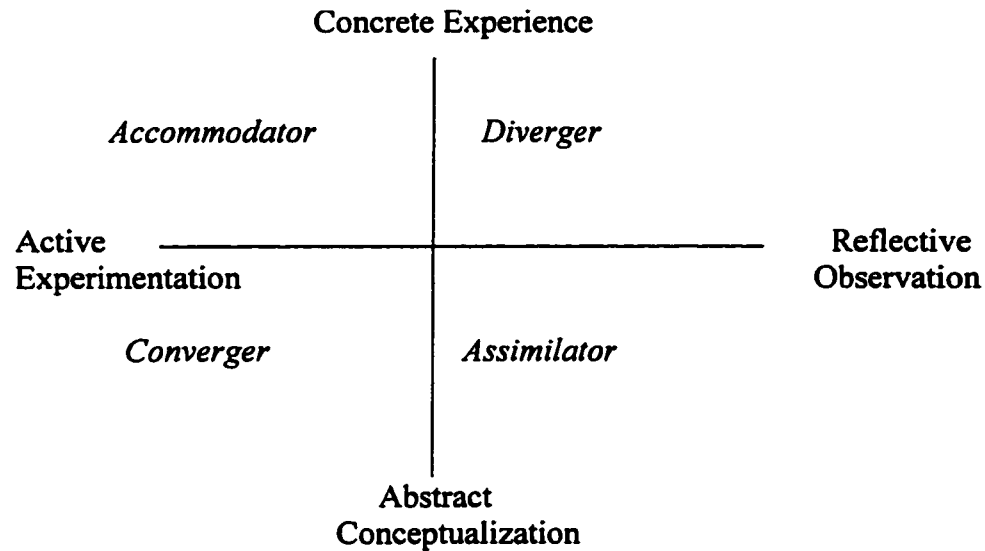 Concrete Experience
Accommodator
Diverger
Active
Experimentation
Reflective
Observation
Converger
Assimilator
Abstract
Conceptualization